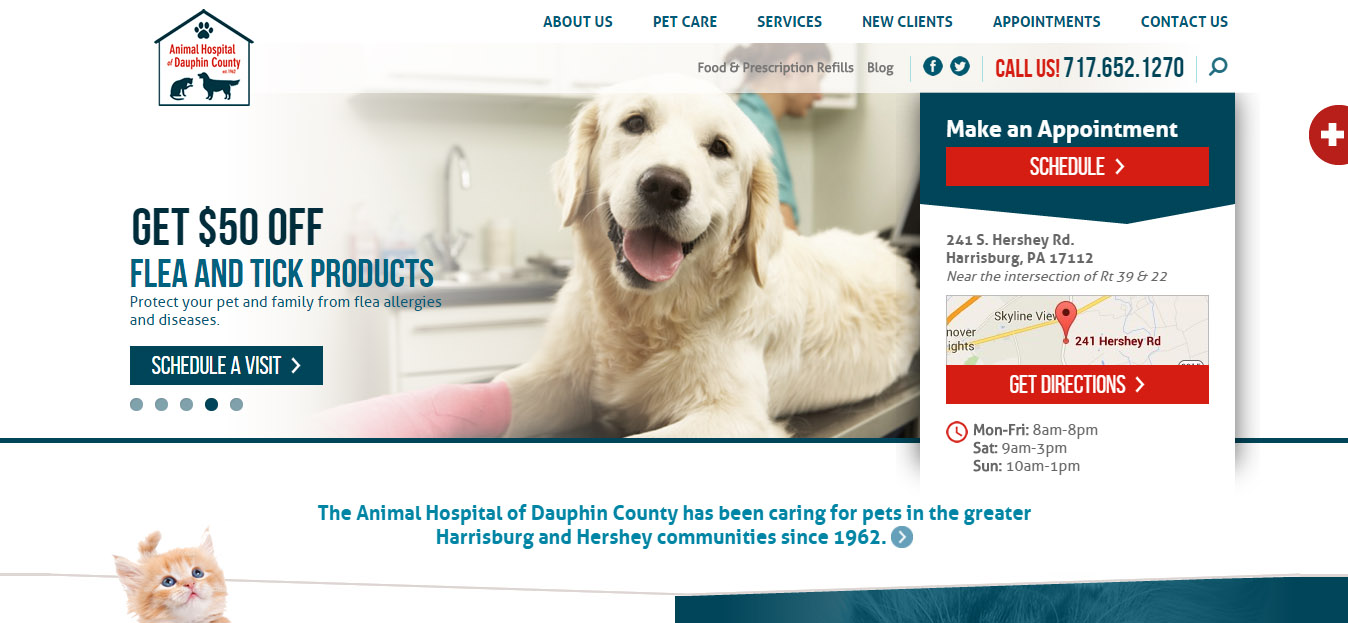 ABOUT US
PET CARE
SERVICES
NEW CLIENTS
APPOINTMENTS
CONTACT US
Animal Hospital
of Dauphin County
est. 1962
Food & Prescription Refills
Blog
CALL US! 717.652.1270
GET $50 OFF
FLEA AND TICK PRODUCTS
Protect your pet and family from flea allergies
and diseases.
SCHEDULE A VISIT
Make an Appointment
SCHEDULE
241 S. Hershey Rd.
Harrisburg, PA 17112
Near the intersection of Rt 39 & 22
Skyline View
nover
ights
241 Hershey Rd
GET DIRECTIONS
Mon-Fri: 8am-8pm
Sat: 9am-3pm
Sun: 10am-1pm
The Animal Hospital of Dauphin County has been caring for pets in the greater
Harrisburg and Hershey communities since 1962.